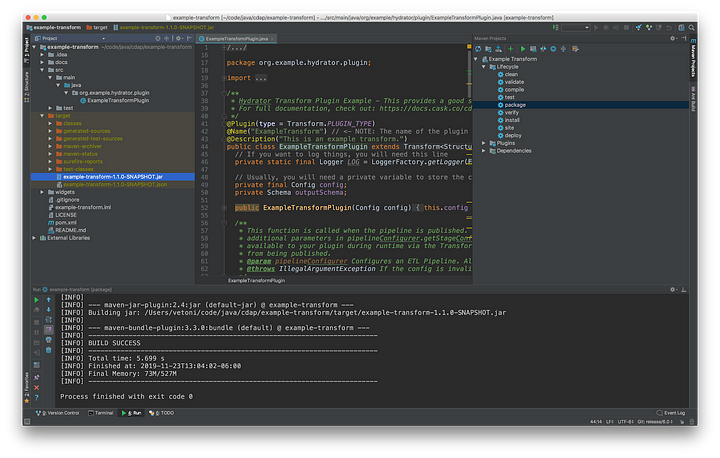 example-transform [~/code/java/cdap/example-transform] - .../src/main/java/org/example/hydrator/plugin/ExampleTransformPlugin.java [example-transform]
example-transform
target
example-transform-1.1.0-SNAPSHOT.jar
Project
ExampleTransformPlugin.java
Maven Projects
example-transform ~/code/java/cdap/example-transform
.idea
docs
src
main
java
org.example.hydrator.plugin
ExampleTransformPlugin
test
target
classes
generated-sources
generated-test-sources
maven-archiver
maven-status
surefire-reports
test-classes
example-transform-1.1.0-SNAPSHOT.jar
example-transform-1.1.0-SNAPSHOT.json
widgets
.gitignore
example-transform.iml
LICENSE
pom.xml
README.md
External Libraries
1: Project
7: Structure
2: Favorites
/.../
package org.example.hydrator.plugin;
import ...
/**
* Hydrator Transform Plugin Example - This provides a good s
* For full documentation, check out: https://docs.cask.co/cd
*/
@Plugin(type = Transform.PLUGIN_TYPE)
@Name("ExampleTransform") // <- NOTE: The name of the plugin
@Description("This is an example transform.")
public class ExampleTransformPlugin extends Transform<Struct
// If you want to log things, you will need this line
private static final Logger LOG = LoggerFactory.getLogger(E
// Usually, you will need a private variable to store the c
private final Config config;
private Schema outputSchema;
public ExampleTransformPlugin(Config config) { this.config
/**
* This function is called when the pipeline is published.
* additional parameters in pipelineConfigurer.getStageCon
* available to your plugin during runtime via the Transfor
* from being published.
* @param pipelineConfigurer Configures an ETL Pipeline. Al
* @throws IllegalArgumentException If the config is invali
ExampleTransformPlugin
Example Transform
Lifecycle
clean
validate
compile
test
package
verify
install
site
deploy
Plugins
Dependencies
Maven Projects
Ant Build
Run
example-transform [package]
[INFO]
[INFO] --- maven-jar-plugin:2.4:jar (default-jar) @ example-transform ---
[INFO] Building jar: /Users/vetoni/code/java/cdap/example-transform/target/example-transform-1.1.0-SNAPSHOT.jar
[INFO]
[INFO] --- maven-bundle-plugin:3.3.0:bundle (default) @ example-transform ---
[INFO] ------------------------------------------------------------------------
[INFO] BUILD SUCCESS
[INFO] ------------------------------------------------------------------------
[INFO] Total time: 5.699 s
[INFO] Finished at: 2019-11-23T13:04:02-06:00
[INFO] Final Memory: 73M/527M
[INFO] ------------------------------------------------------------------------
Process finished with exit code 0
9: Version Control
Terminal
4: Run
6: TODO
Event Log
44:14
LF
UTF-8
Git: release/6.0